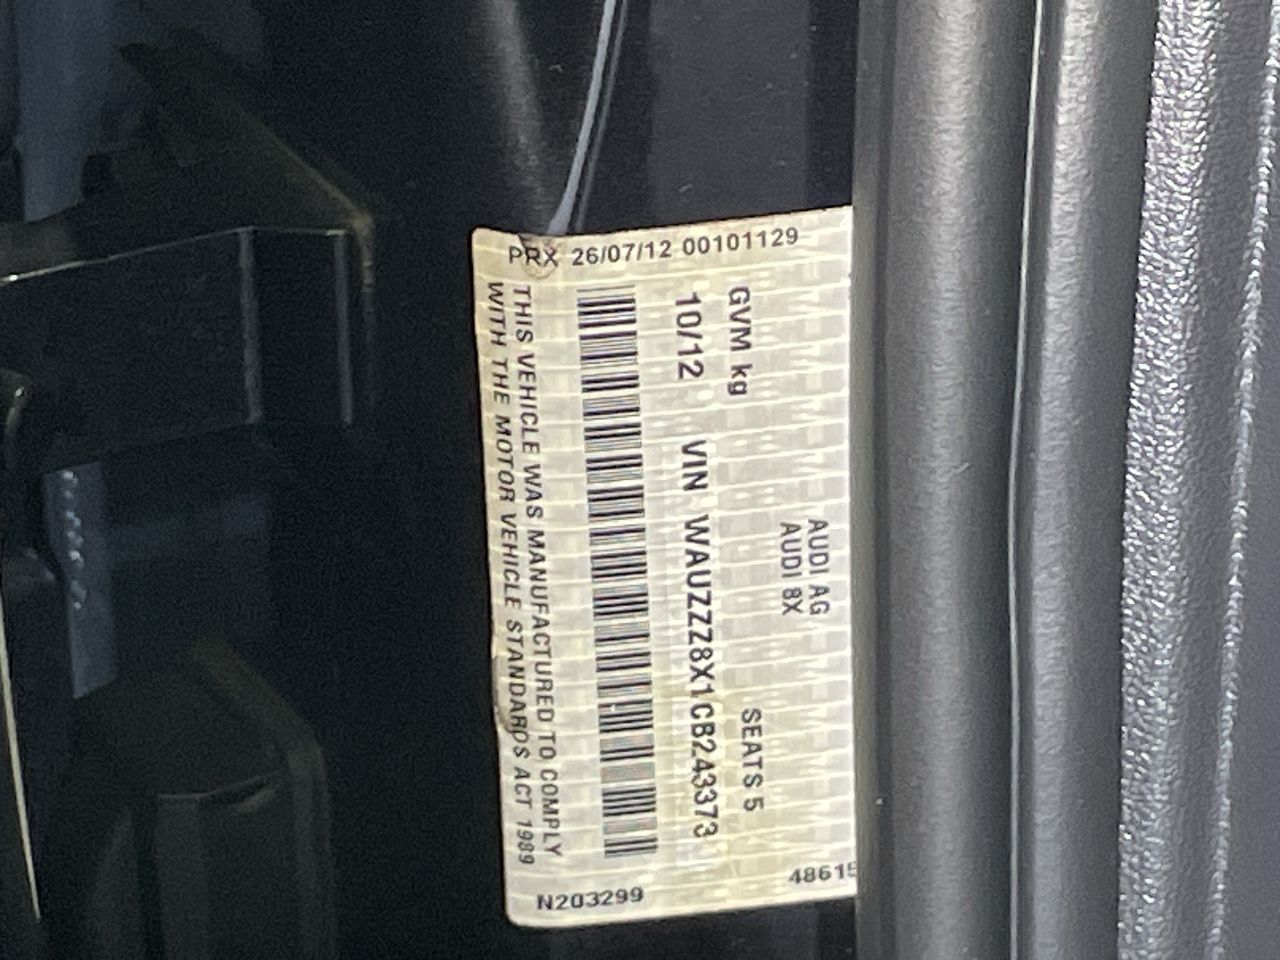 PRX 26/07/12 00101129
AUDI AG
AUDI 8X
GVM kg
SEATS 5
10/12 VIN WAUZZZ8X1CB243373
THIS VEHICLE WAS MANUFACTURED TO COMPLY
WITH THE MOTOR VEHICLE STANDARDS ACT 1989
N203299
48615